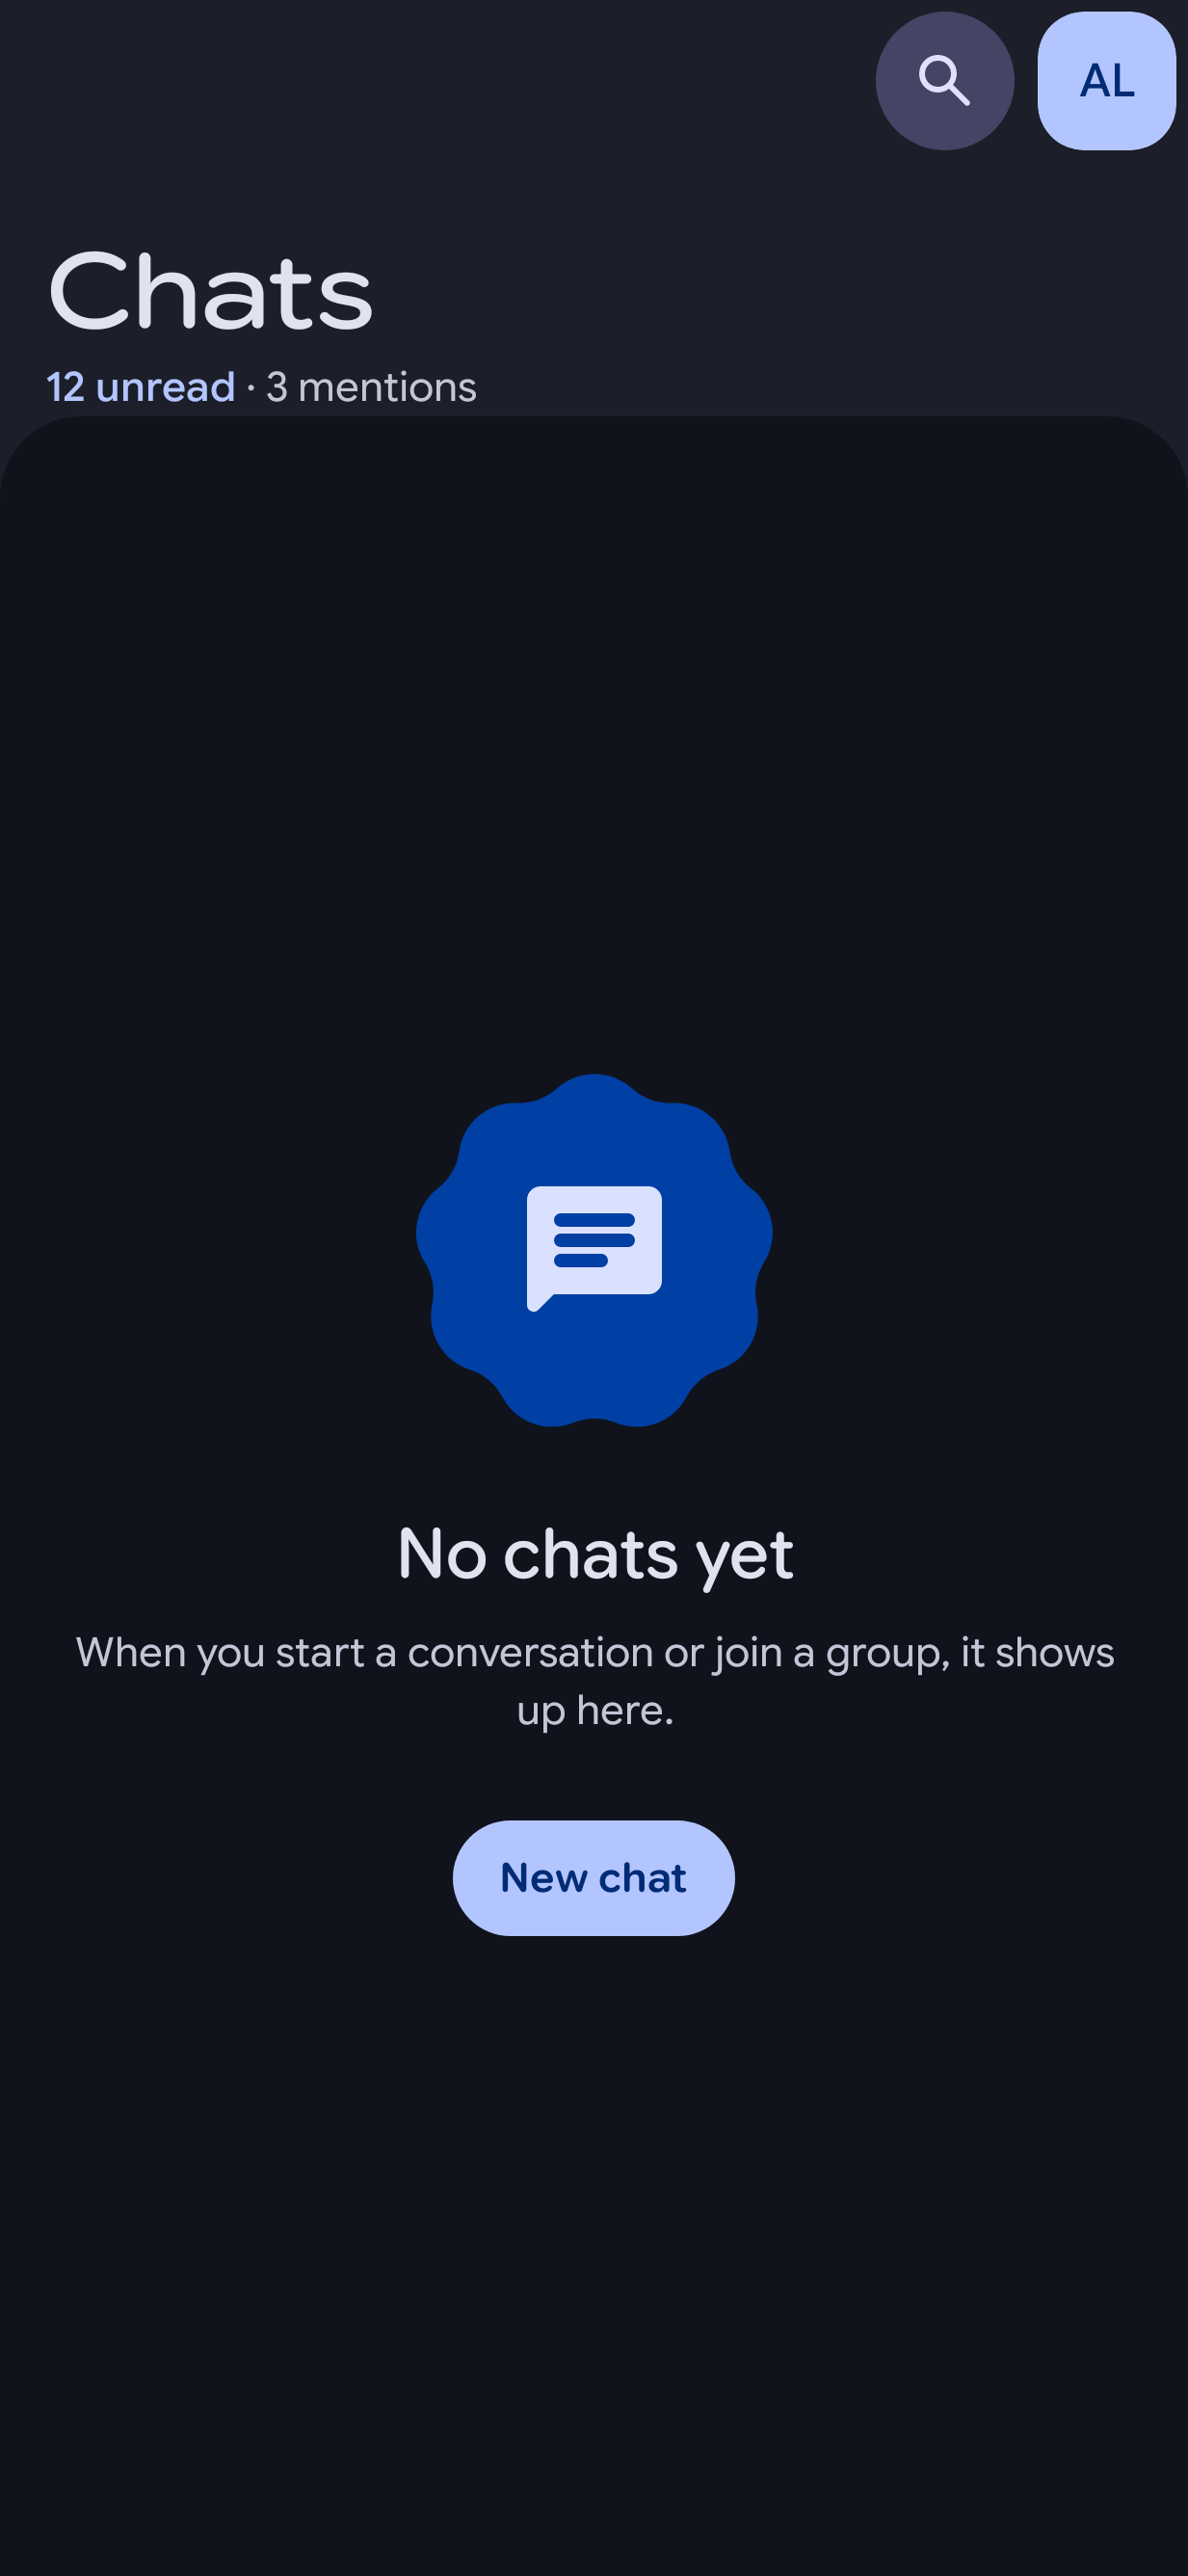 AL
Chats
12 unread · 3 mentions
No chats yet
When you start a conversation or join a group, it shows
up here.
New chat